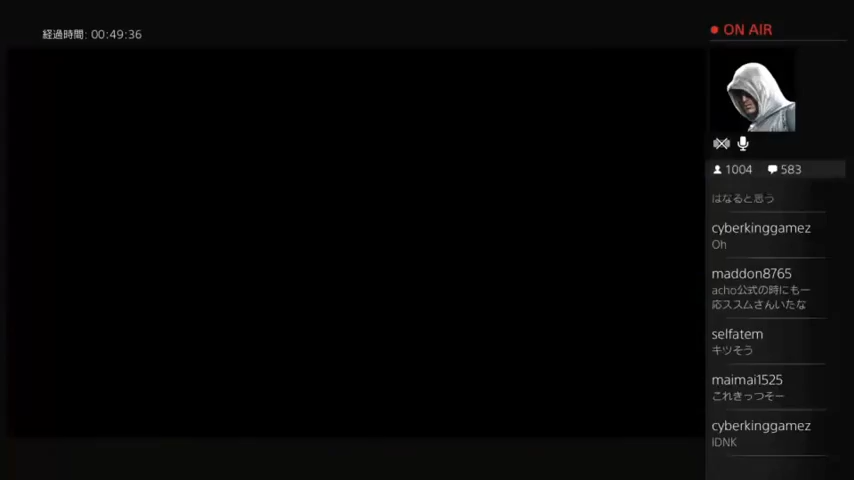 経過時間: 00:49:36
ON AIR
1004 583
はなると思う
cyberkinggamez
Oh
maddon8765
acho公式の時にも一
応ススムさんいたな
selfatem
キツそう
maimai1525
これきっつそー
cyberkinggamez
IDNK